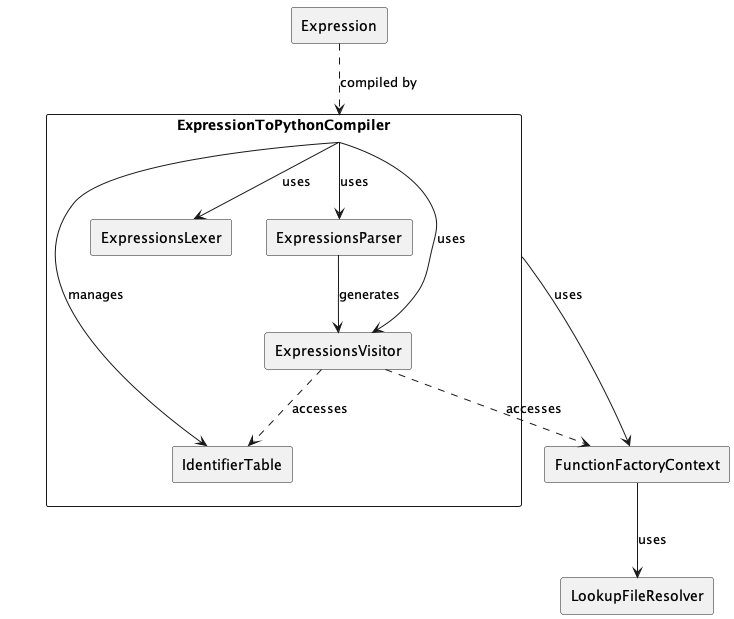 Expression
compiled by
ExpressionToPythonCompiler
uses
uses
ExpressionsLexer
ExpressionsParser
uses
manages
generates
uses
ExpressionsVisitor
accesses
accesses
IdentifierTable
FunctionFactoryContext
uses
LookupFileResolver